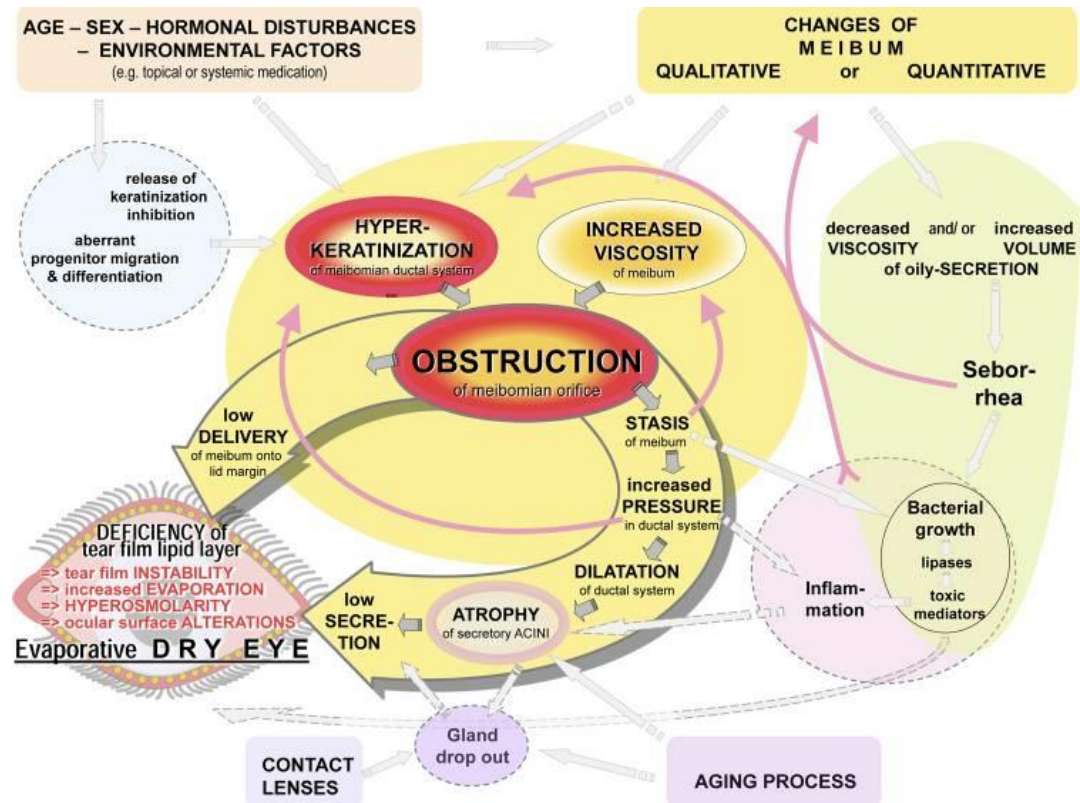 AGE – SEX – HORMONAL DISTURBANCES
– ENVIRONMENTAL FACTORS
(e.g. topical or systemic medication)
CHANGES OF
MEIBUM
QUALITATIVE or QUANTITATIVE
release of
keratinization
inhibition
aberrant
progenitor migration
& differentiation
HYPER-
KERATINIZATION
of meibomian ductal system
INCREASED
VISCOSITY
of meibum
decreased and/ or increased
VISCOSITY VOLUME
of oily-SECRETION
OBSTRUCTION
of meibomian orifice
Sebor-
rhea
low
DELIVERY
of meibum onto
lid margin
STASIS
of meibum
increased
PRESSURE
in ductal system
DILATATION
of ductal system
Bacterial
growth
lipases
toxic
mediators
Inflam-
mation
DEFICIENCY of
tear film lipid layer
=> tear film INSTABILITY
=> increased EVAPORATION
=> HYPEROSMOLARITY
=> ocular surface ALTERATIONS
Evaporative DRY EYE
low
SECRE-
TION
ATROPHY
of secretory ACINI
Gland
drop out
CONTACT
LENSES
AGING PROCESS